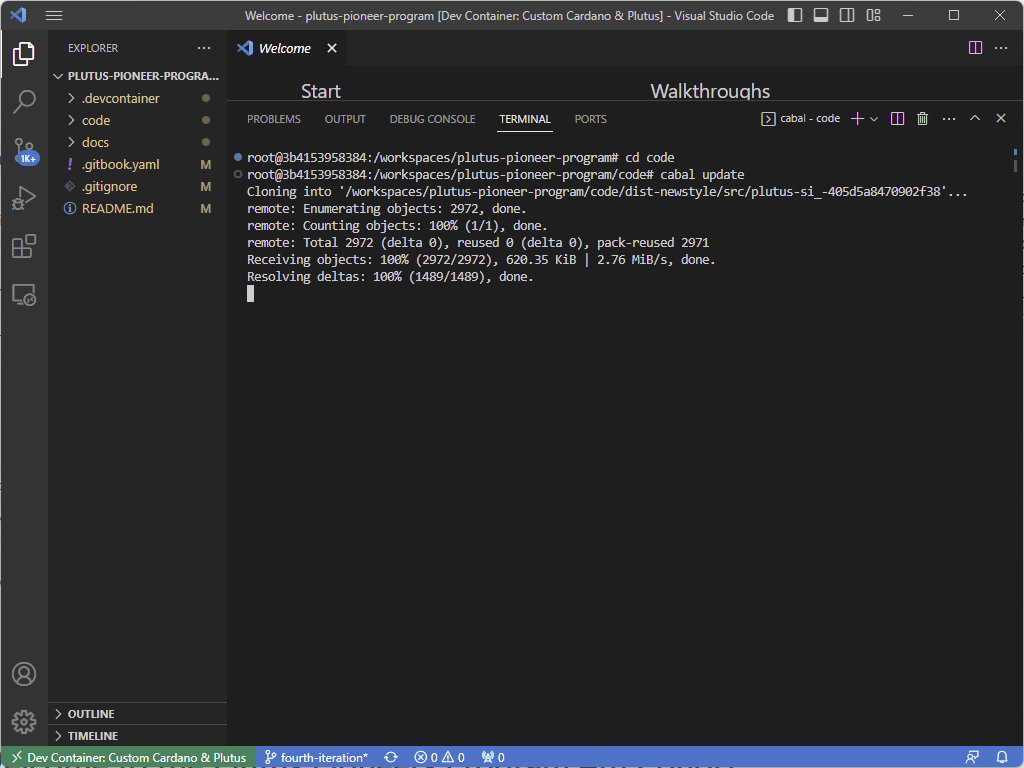 Welcome - plutus-pioneer-program [Dev Container: Custom Cardano & Plutus] - Visual Studio Code
EXPLORER
Welcome
PLUTUS-PIONEER-PROGRA...
.devcontainer
code
docs
! .gitbook.yaml M
.gitignore M
README.md M
1K+
OUTLINE
TIMELINE
Start
Walkthroughs
PROBLEMS OUTPUT DEBUG CONSOLE TERMINAL PORTS
cabal - code
root@3b4153958384:/workspaces/plutus-pioneer-program# cd code
root@3b4153958384:/workspaces/plutus-pioneer-program/code# cabal update
Cloning into '/workspaces/plutus-pioneer-program/code/dist-newstyle/src/plutus-si_-405d5a8470902f38'...
remote: Enumerating objects: 2972, done.
remote: Counting objects: 100% (1/1), done.
remote: Total 2972 (delta 0), reused 0 (delta 0), pack-reused 2971
Receiving objects: 100% (2972/2972), 620.35 KiB | 2.76 MiB/s, done.
Resolving deltas: 100% (1489/1489), done.
Dev Container: Custom Cardano & Plutus fourth-iteration* 0 0 0